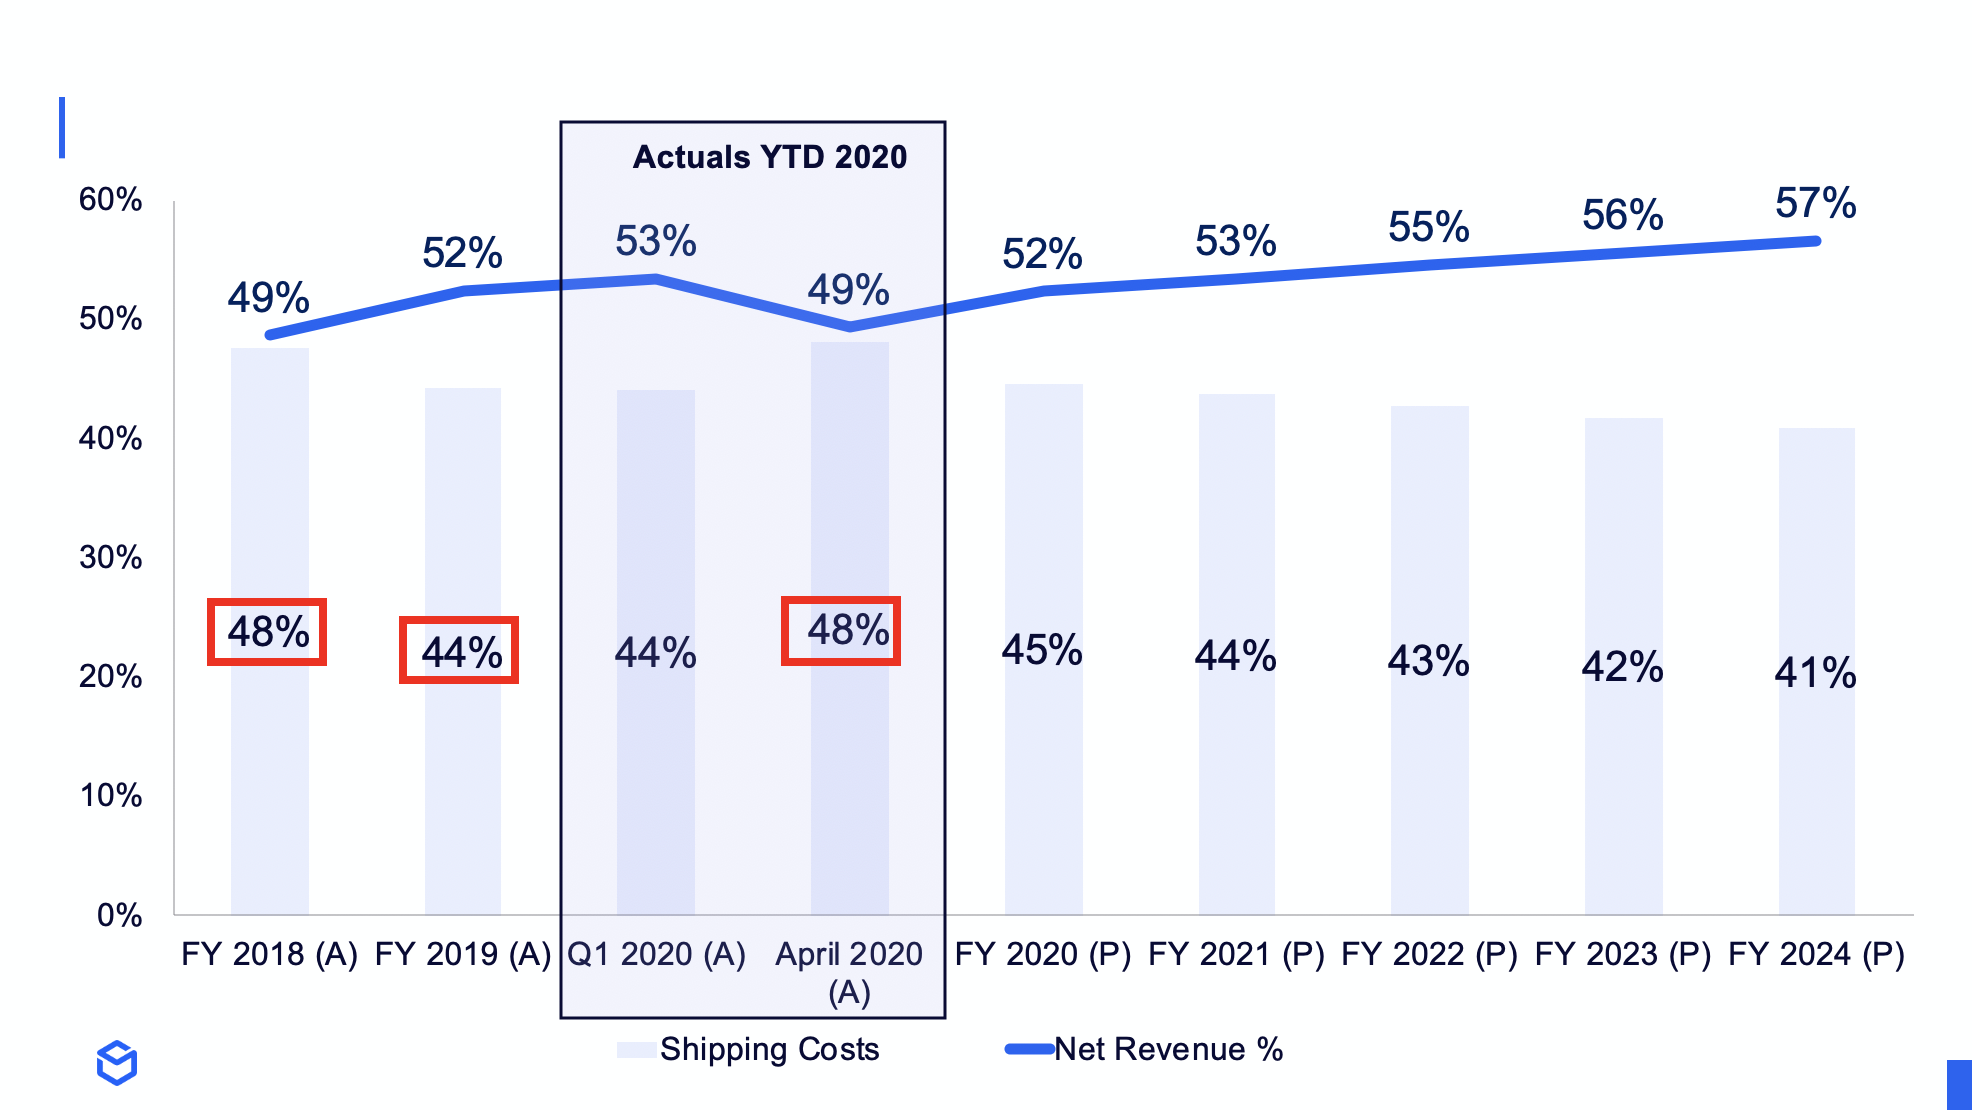 Actuals YTD 2020
60%
50%
40%
30%
20%
10%
0%
49%
52%
53%
49%
52%
53%
55%
56%
57%
48%
44%
44%
48%
45%
44%
43%
42%
41%
FY 2018 (A)
FY 2019 (A)
Q1 2020 (A)
April 2020
(A)
FY 2020 (P)
FY 2021 (P)
FY 2022 (P)
FY 2023 (P)
FY 2024 (P)
Shipping Costs
Net Revenue %